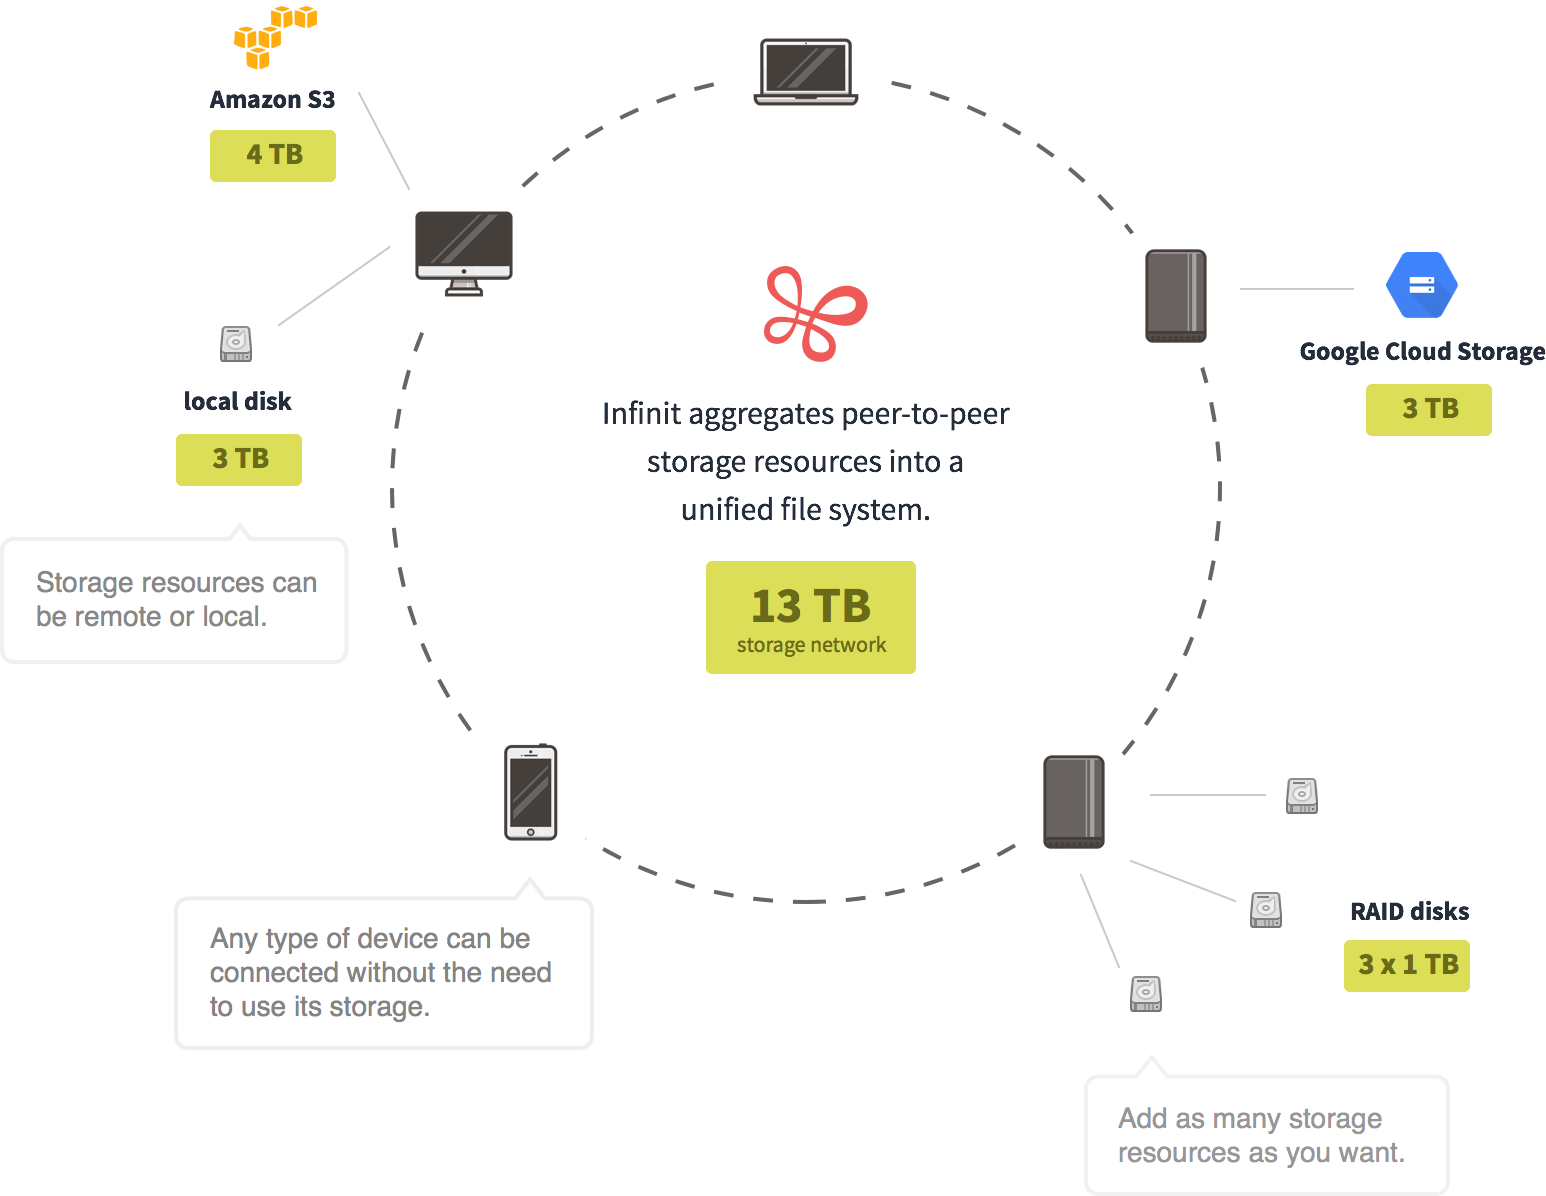 Amazon S3
4 TB
local disk
3 TB
Storage resources can
be remote or local.
Infinit aggregates peer-to-peer
storage resources into a
unified file system.
13 TB
storage network
Google Cloud Storage
3 TB
Any type of device can be
connected without the need
to use its storage.
RAID disks
3 x 1 TB
Add as many storage
resources as you want.